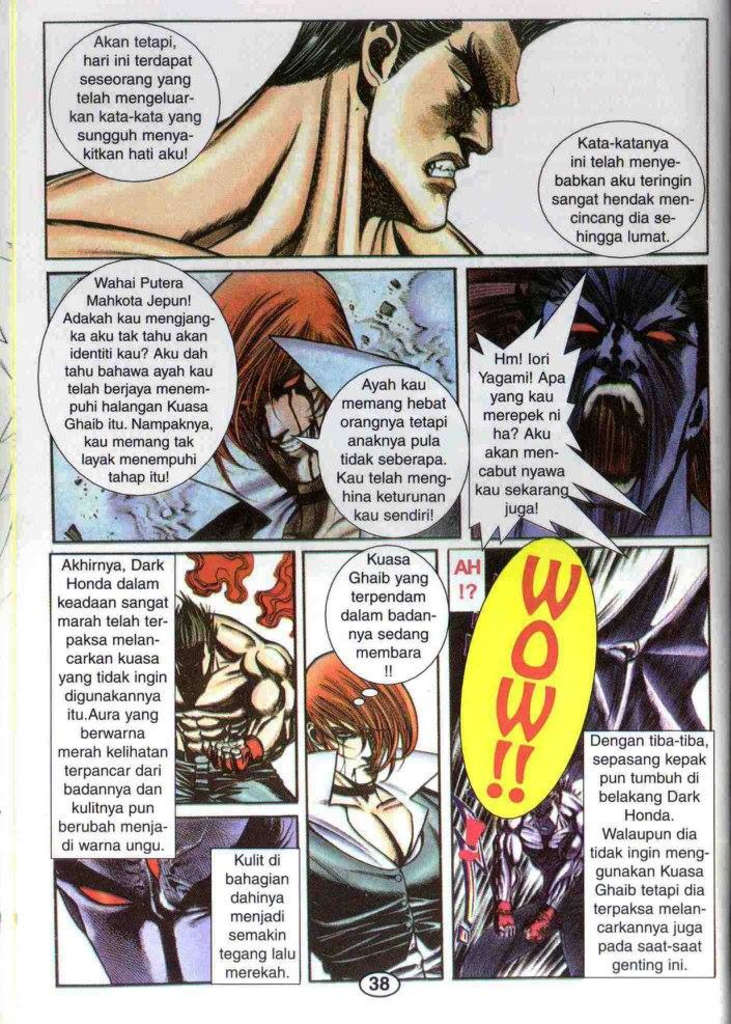 Akan tetapi,
hari ini terdapat
seseorang yang
telah mengeluar-
kan kata-kata yang
sungguh menya-
kitkan hati aku!
Kata-katanya
ini telah menye-
babkan aku teringin
sangat hendak men-
cincang dia se-
hingga lumat.
Wahai Putera
Mahkota Jepun!
Adakah kau mengjang-
ka aku tak tahu akan
identiti kau? Aku dah
tahu bahawa ayah kau
telah berjaya menem-
puhi halangan Kuasa
Ghaib itu. Nampaknya,
kau memang tak
layak menempuhi
tahap itu!
Ayah kau
memang hebat
orangnya tetapi
anaknya pula
tidak seberapa.
Kau telah meng-
hina keturunan
kau sendiri!
Hm! Iori
Yagami! Apa
yang kau
merepek ni
ha? Aku
akan men-
cabut nyawa
kau sekarang
juga!
Akhirnya, Dark
Honda dalam
keadaan sangat
marah telah ter-
paksa melan-
carkan kuasa
yang tidak ingin
digunakannya
itu.Aura yang
berwarna
merah kelihatan
terpancar dari
badannya dan
kulitnya pun
berubah menja-
di warna ungu.
Kulit di
bahagian
dahinya
menjadi
semakin
tegang lalu
merekah.
Kuasa
Ghaib yang
terpendam
dalam badan-
nya sedang
membara
!!
AH
!?
WOW!!
Dengan tiba-tiba,
sepasang kepak
pun tumbuh di
belakang Dark
Honda.
Walaupun dia
tidak ingin meng-
gunakan Kuasa
Ghaib tetapi dia
terpaksa melan-
carkannya juga
pada saat-saat
genting ini.
38